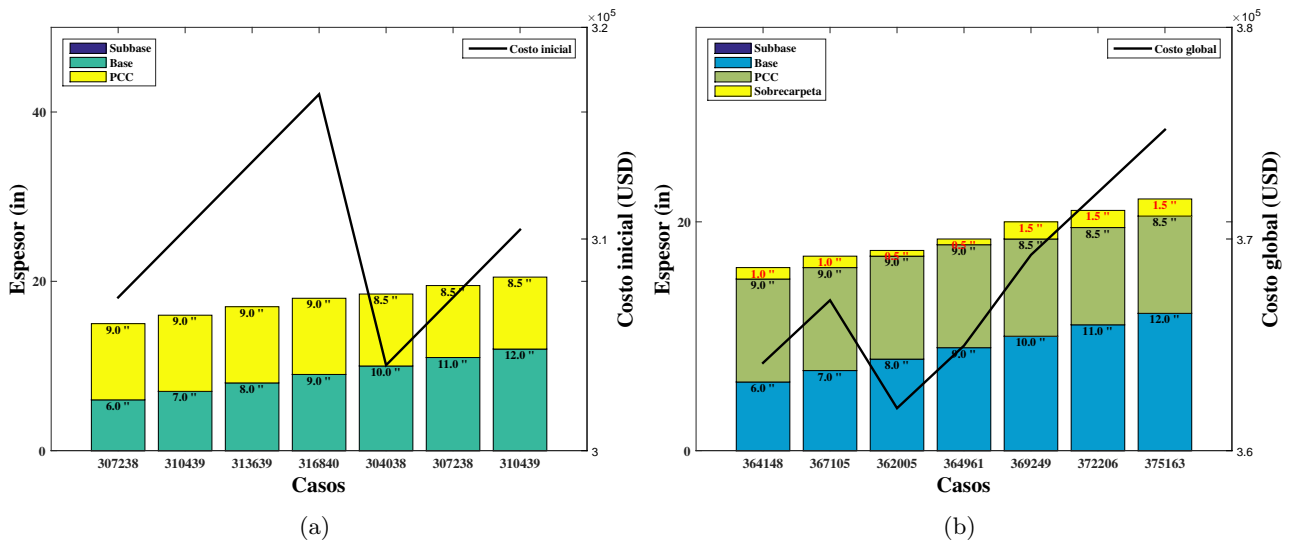 ×10⁵
3.2
Subbase
Base
PCC
Costo inicial
40
20
0
Espesor (in)
3.1
3
Costo inicial (USD)
9.0 "
9.0 "
9.0 "
9.0 "
8.5 "
8.5 "
8.5 "
6.0 "
7.0 "
8.0 "
9.0 "
10.0 "
11.0 "
12.0 "
307238 310439 313639 316840 304038 307238 310439
Casos
(a)
×10⁵
3.8
Subbase
Base
PCC
Sobrecarpeta
Costo global
20
0
Espesor (in)
3.7
3.6
Costo global (USD)
1.0 "
1.0 "
0.5 "
0.5 "
1.5 "
1.5 "
1.5 "
9.0 "
9.0 "
9.0 "
9.0 "
8.5 "
8.5 "
8.5 "
6.0 "
7.0 "
8.0 "
9.0 "
10.0 "
11.0 "
12.0 "
364148 367105 362005 364961 369249 372206 375163
Casos
(b)